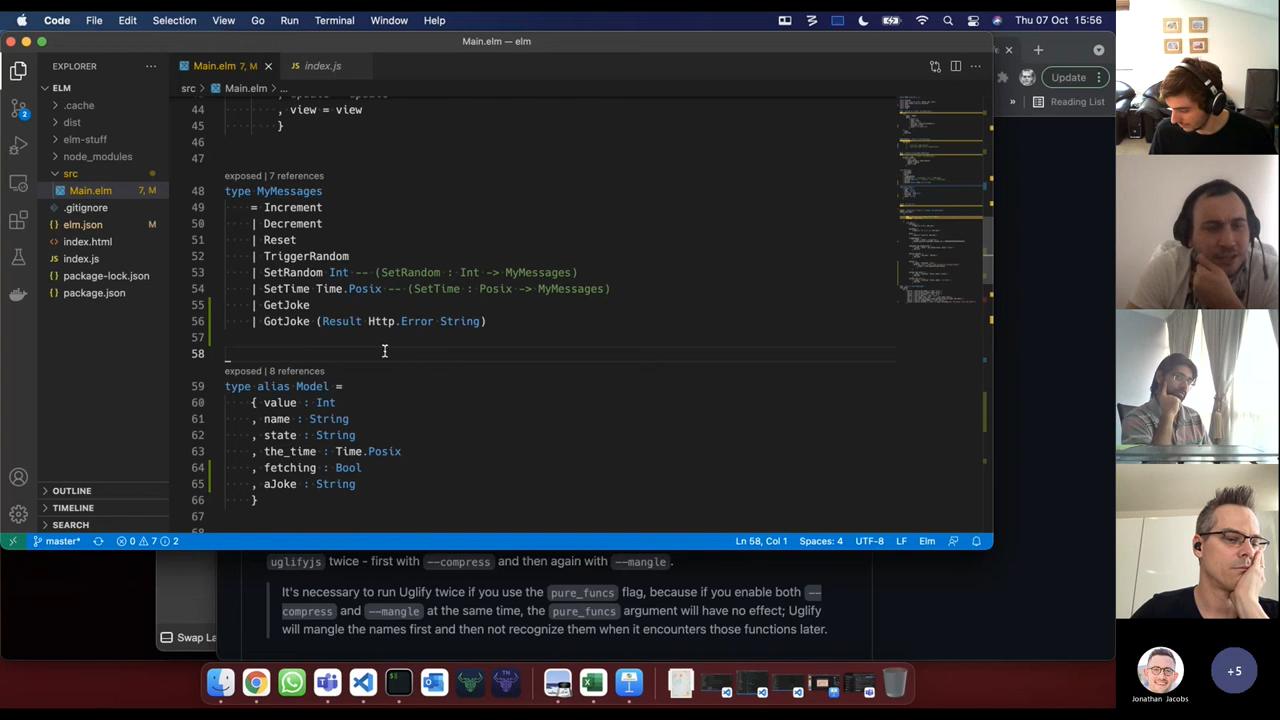 Code File Edit Selection View Go Run Terminal Window Help Thu 07 Oct 15:56
Main.elm — elm
EXPLORER
Main.elm 7, M
JS index.js
Update
src > Main.elm > ...
Reading List
ELM
.cache
dist
elm-stuff
node_modules
src
Main.elm 7, M
.gitignore
elm.json M
index.html
index.js
package-lock.json
package.json
OUTLINE
TIMELINE
SEARCH
44
45 , view = view
}
46
47
exposed | 7 references
48 type MyMessages
49 = Increment
50 | Decrement
51 | Reset
52 | TriggerRandom
53 | SetRandom Int -- (SetRandom : Int -> MyMessages)
54 | SetTime Time.Posix -- (SetTime : Posix -> MyMessages)
55 | GetJoke
56 | GotJoke (Result Http.Error String)
57
58
exposed | 8 references
59 type alias Model =
60 { value : Int
61 , name : String
62 , state : String
63 , the_time : Time.Posix
64 , fetching : Bool
65 , aJoke : String
66 }
67
master* 0 7 2 Ln 58, Col 1 Spaces: 4 UTF-8 LF Elm
uglifyjs twice - first with --compress and then again with --mangle.
It's necessary to run Uglify twice if you use the pure_funcs flag, because if you enable both --
compress and --mangle at the same time, the pure_funcs argument will have no effect; Uglify
will mangle the names first and then not recognize them when it encounters those functions later.
Swap La
Jonathan Jacobs
+5